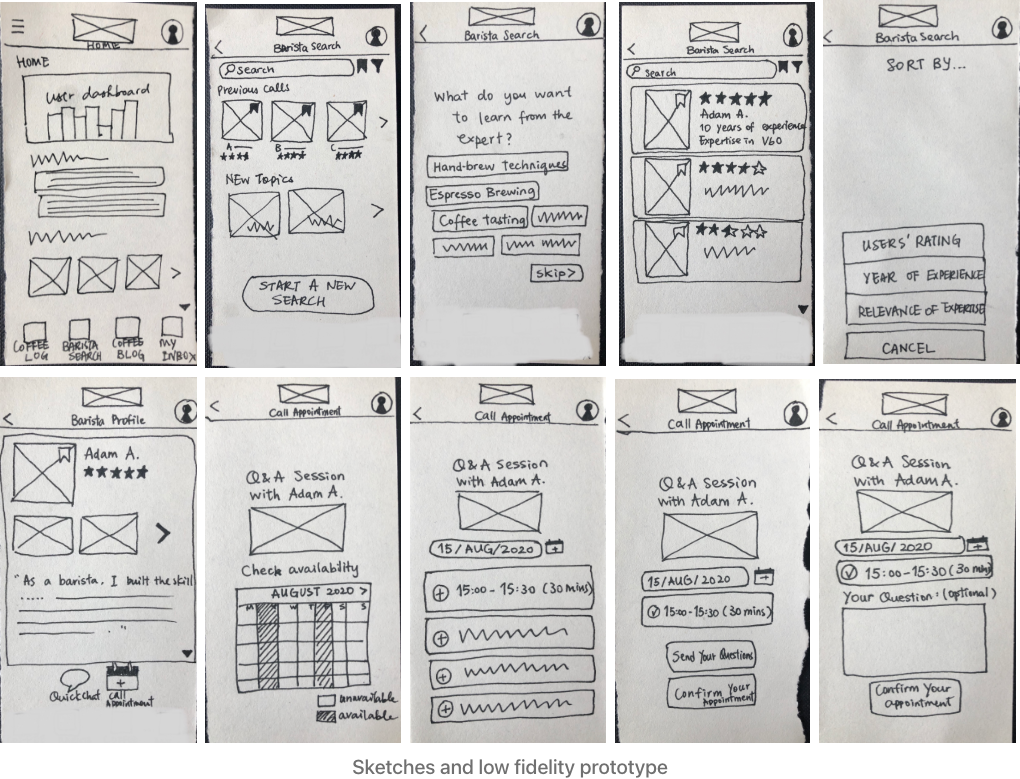 HOME
HOME
User dashboard
COFFEE LOG
BARISTA SEARCH
COFFEE BLOG
MY INBOX
Barista Search
Search
Previous Calls
A
B
C
NEW Topics
START A NEW
SEARCH
Barista Search
What do you want
to learn from the
expert?
Hand-brew techniques
Espresso Brewing
Coffee tasting
skip>
Barista Search
Search
Adam A.
10 years of experience
Expertise in V60
Barista Search
SORT BY...
USERS' RATING
YEAR OF EXPERIENCE
RELEVANCE OF EXPERTISE
CANCEL
Barista Profile
Adam A.
"As a barista, I built the skill
..... 
..."
Quick Chat
Call
Appointment
Call Appointment
Q&A Session
with Adam A.
Check availability
AUGUST 2020 >
M T W T F S S
unavailable
available
Call Appointment
Q&A Session
with Adam A.
15/AUG/2020
15:00 - 15:30 (30 mins)
Call Appointment
Q&A Session
with Adam A.
15/AUG/2020
15:00-15:30 (30 mins)
Send Your Questions
Confirm Your
Appointment
Call Appointment
Q&A Session
with Adam A.
15/AUG/2020
15:00-15:30 (30 mins)
Your Question: (optional)
Confirm Your
appointment
Sketches and low fidelity prototype